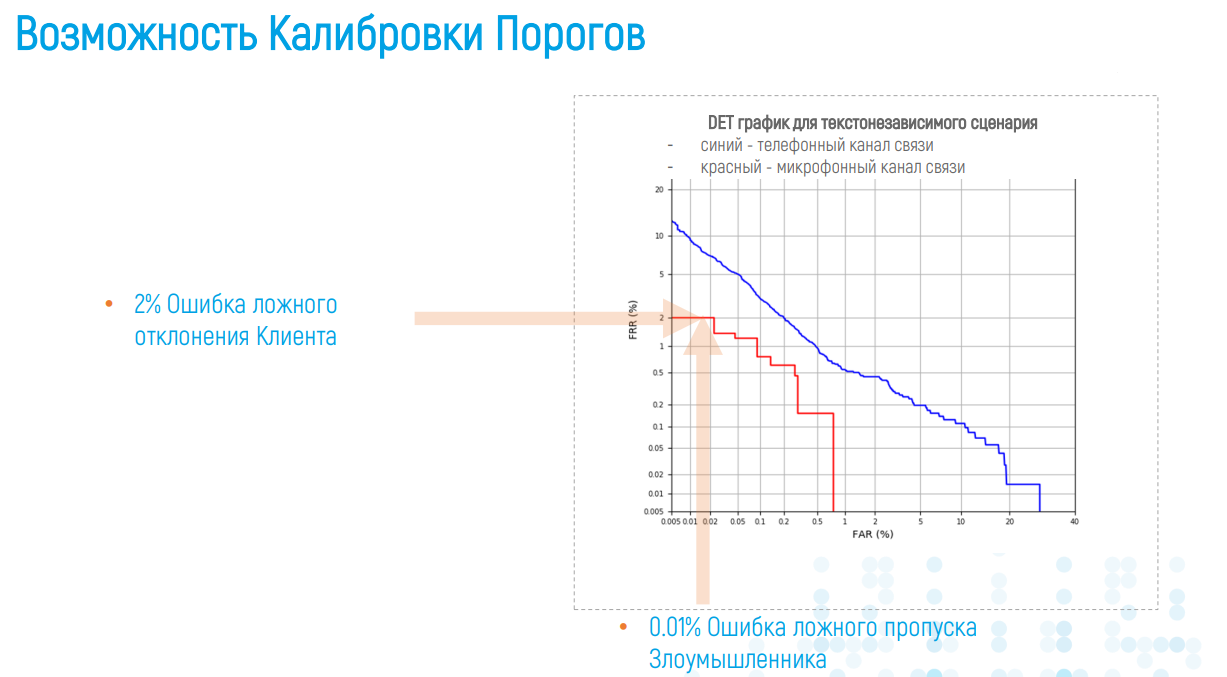 Возможность Калибровки Порогов
DET график для текстонезависимого сценария
- синий - телефонный канал связи
- красный - микрофонный канал связи
• 2% Ошибка ложного
отклонения Клиента
FRR (%)
20
10
5
2
1
0.5
0.2
0.1
0.05
0.02
0.01
0.005
0.005 0.01 0.02 0.05 0.1 0.2 0.5 1 2 5 10 20 40
FAR (%)
• 0.01% Ошибка ложного пропуска
Злоумышленника